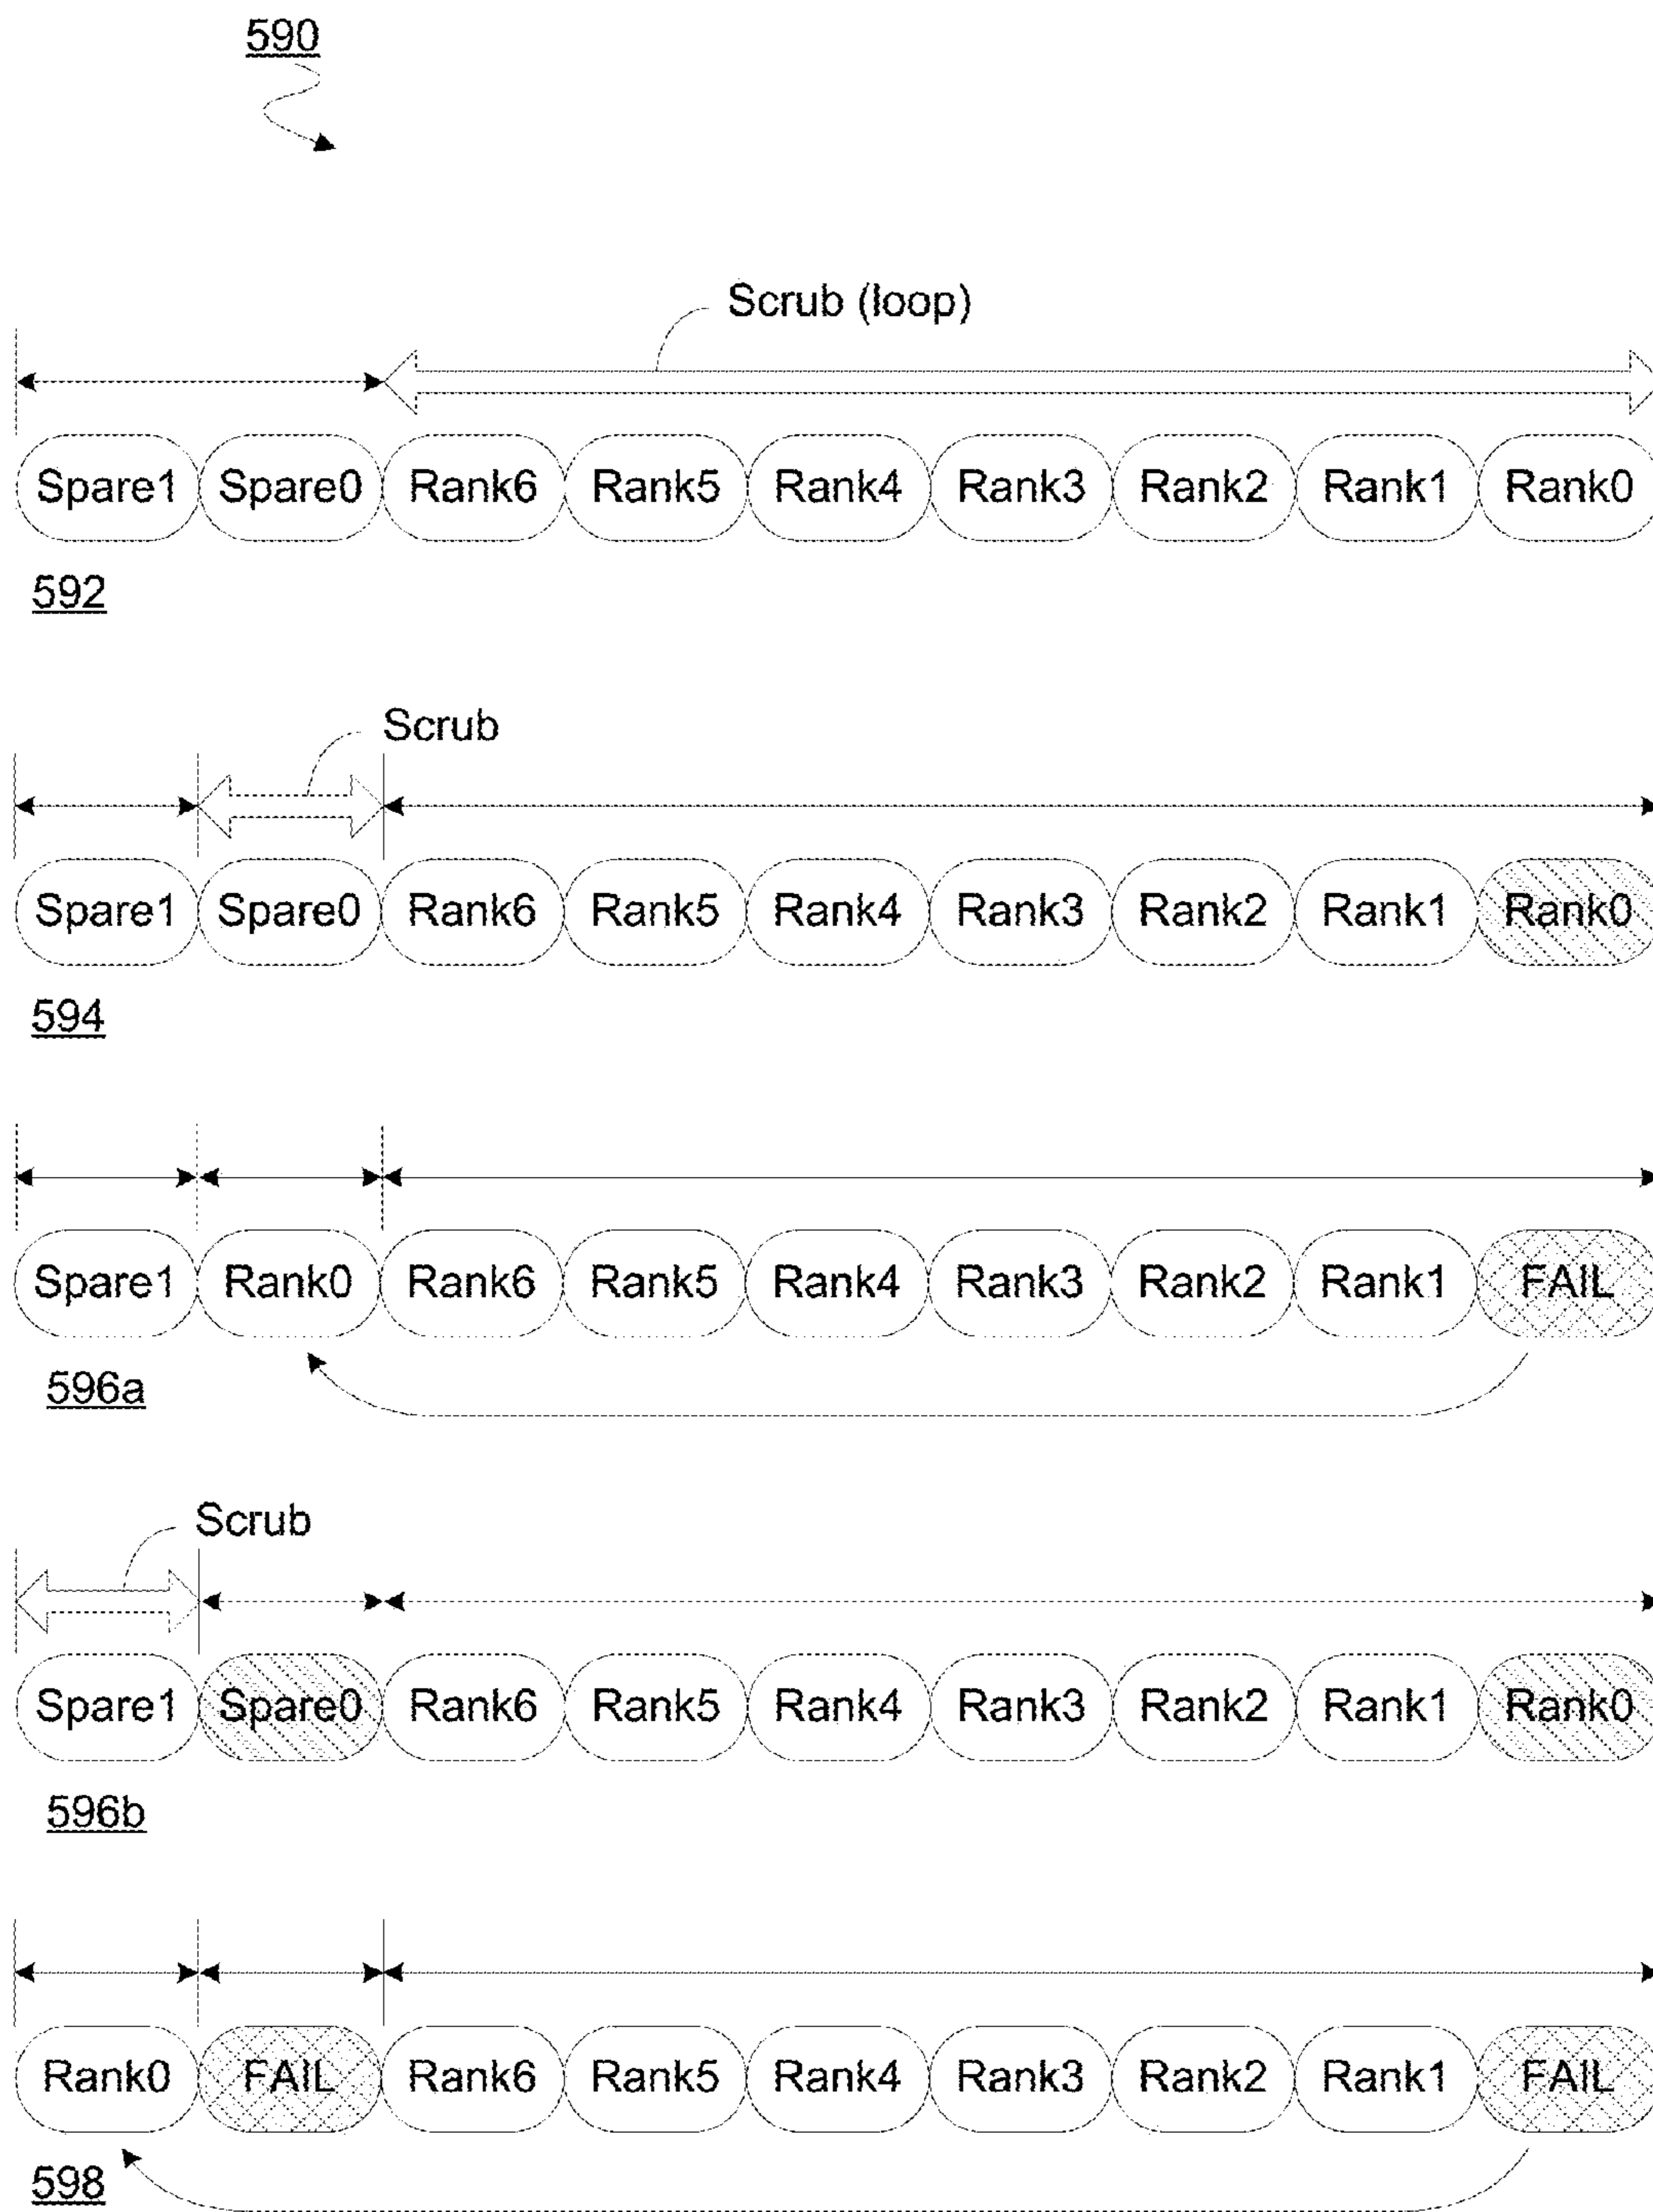 590
Scrub (loop)
Spare1 Spare0 Rank6 Rank5 Rank4 Rank3 Rank2 Rank1 Rank0
592
Scrub
Spare1 Spare0 Rank6 Rank5 Rank4 Rank3 Rank2 Rank1 Rank0
594
Spare1 Rank0 Rank6 Rank5 Rank4 Rank3 Rank2 Rank1 FAIL
596a
Scrub
Spare1 Spare0 Rank6 Rank5 Rank4 Rank3 Rank2 Rank1 Rank0
596b
Rank0 FAIL Rank6 Rank5 Rank4 Rank3 Rank2 Rank1 FAIL
598